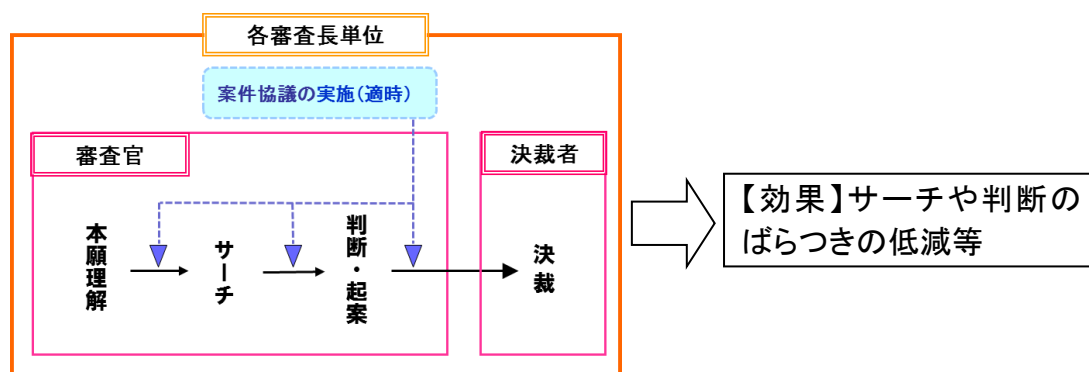 各審査長単位
案件協議の実施(適時)
審査官
決裁者
本願理解
サーチ
判断・起案
決裁
【効果】サーチや判断の
ばらつきの低減等